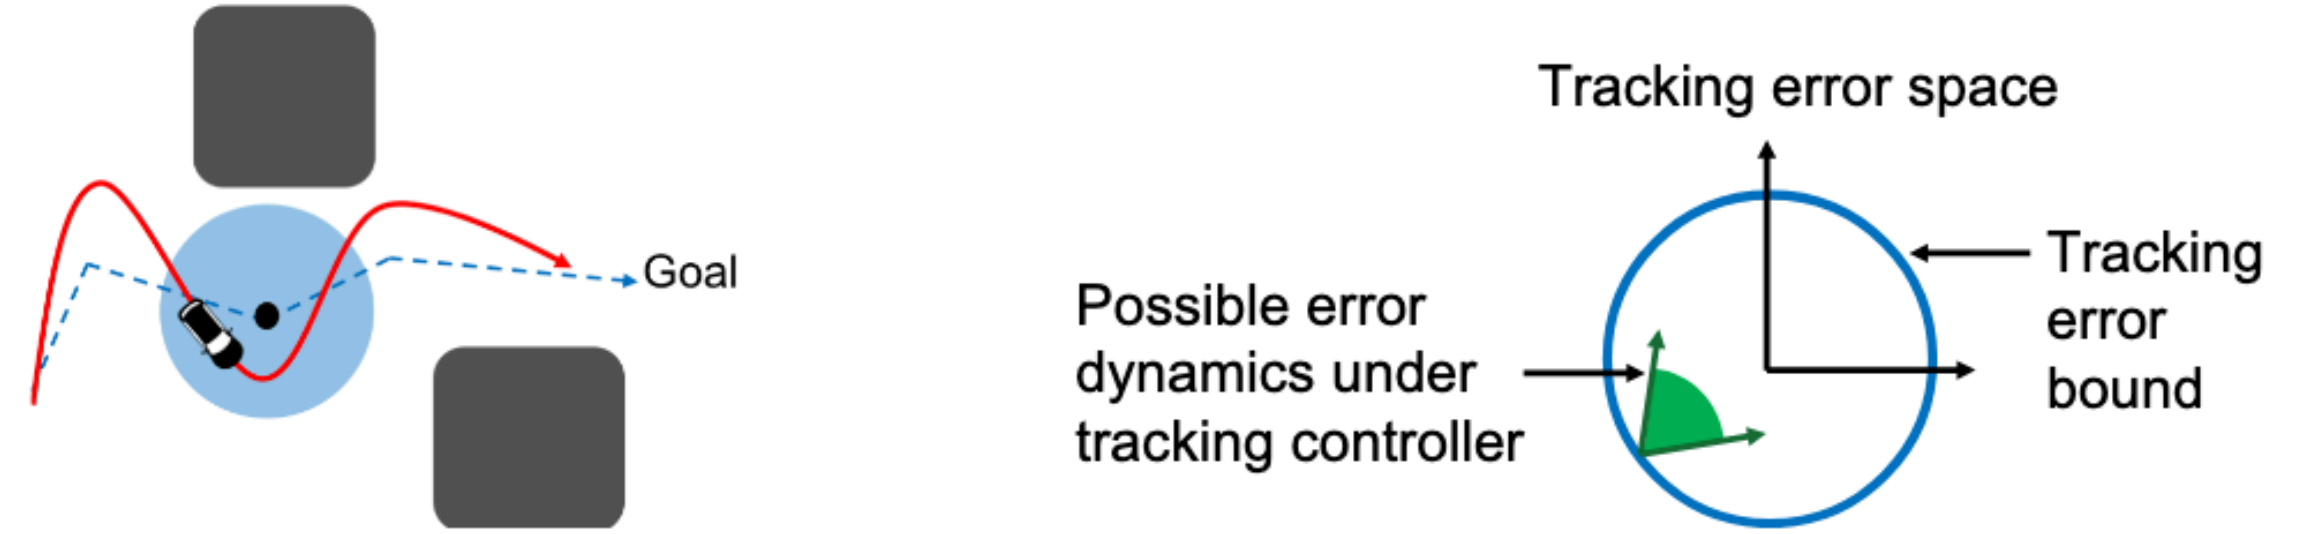 Goal
Tracking error space
Possible error
dynamics under
tracking controller
Tracking
error
bound